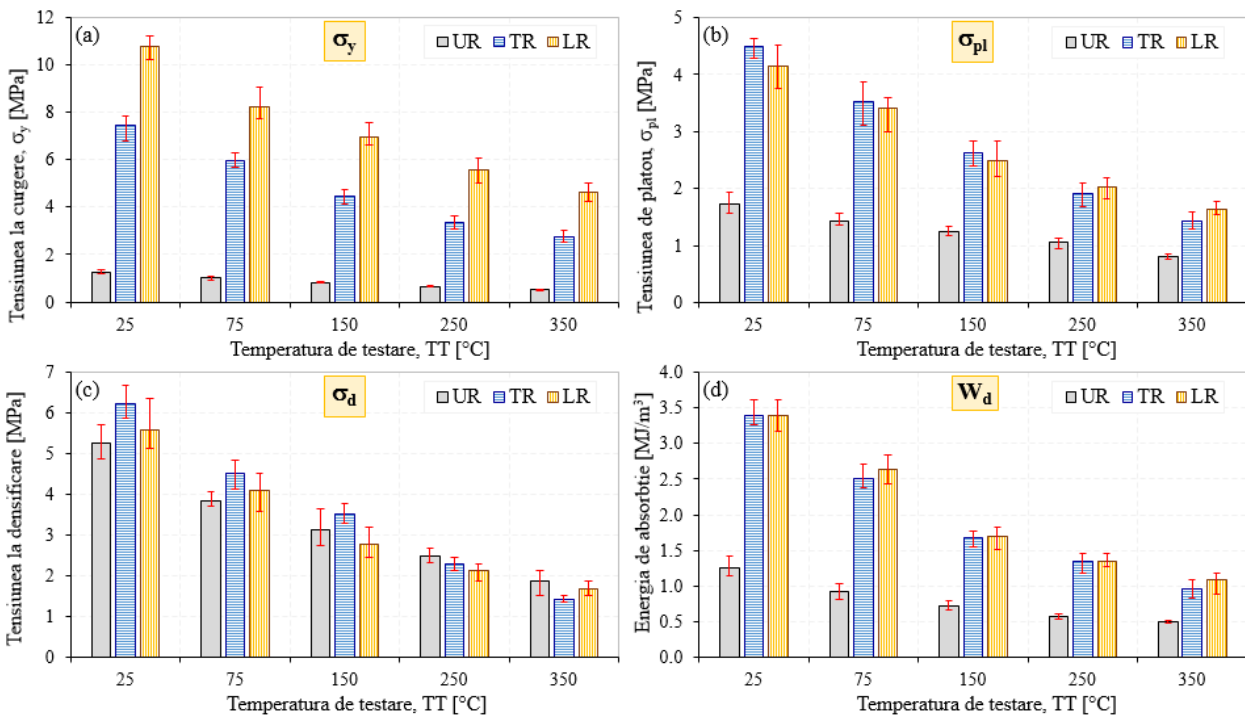 (a)
σy
UR TR LR
Tensiunea la curgere, σy [MPa]
12
10
8
6
4
2
0
25 75 150 250 350
Temperatura de testare, TT [°C]
(b)
σpl
UR TR LR
Tensiunea de platou, σpl [MPa]
5
4
3
2
1
0
25 75 150 250 350
Temperatura de testare, TT [°C]
(c)
σd
UR TR LR
Tensiunea la densificare [MPa]
7
6
5
4
3
2
1
0
25 75 150 250 350
Temperatura de testare, TT [°C]
(d)
Wd
UR TR LR
Energia de absorbtie [MJ/m³]
4.0
3.5
3.0
2.5
2.0
1.5
1.0
0.5
0.0
25 75 150 250 350
Temperatura de testare, TT [°C]